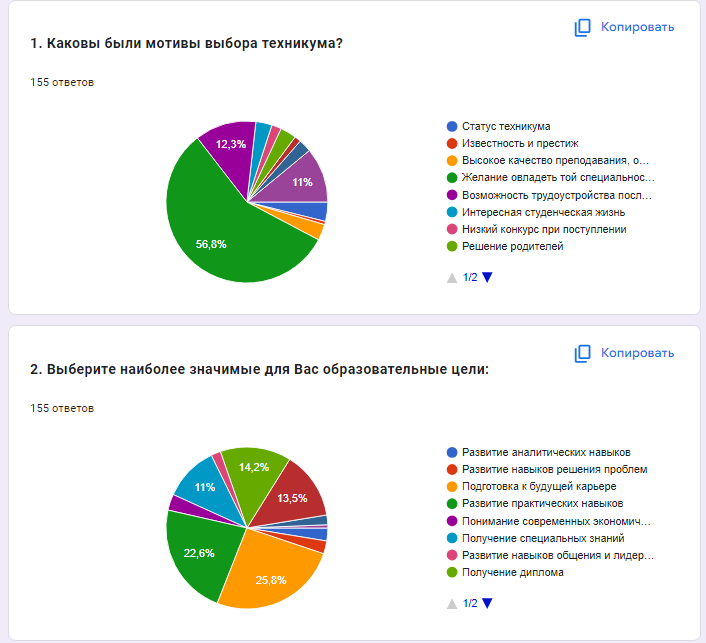 Копировать
1. Каковы были мотивы выбора техникума?
155 ответов
Статус техникума
Известность и престиж
Высокое качество преподавания, о...
Желание овладеть той специальнос...
Возможность трудоустройства посл...
Интересная студенческая жизнь
Низкий конкурс при поступлении
Решение родителей
1/2
12,3%
11%
56,8%
Копировать
2. Выберите наиболее значимые для Вас образовательные цели:
155 ответов
Развитие аналитических навыков
Развитие навыков решения проблем
Подготовка к будущей карьере
Развитие практических навыков
Понимание современных экономич...
Получение специальных знаний
Развитие навыков общения и лидер...
Получение диплома
1/2
14,2%
11%
13,5%
22,6%
25,8%